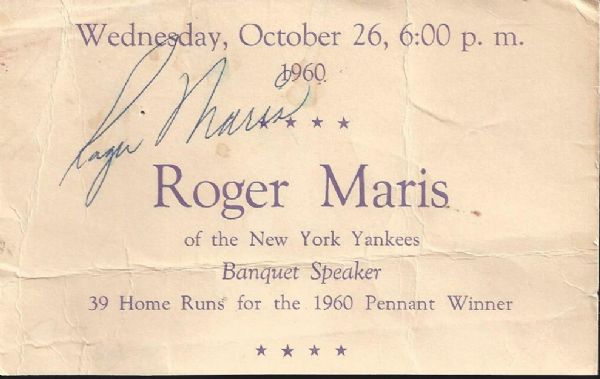 Wednesday, October 26, 6:00 p. m.
1960
Roger Maris
★ ★ ★ ★
Roger Maris
of the New York Yankees
Banquet Speaker
39 Home Runs for the 1960 Pennant Winner
★ ★ ★ ★